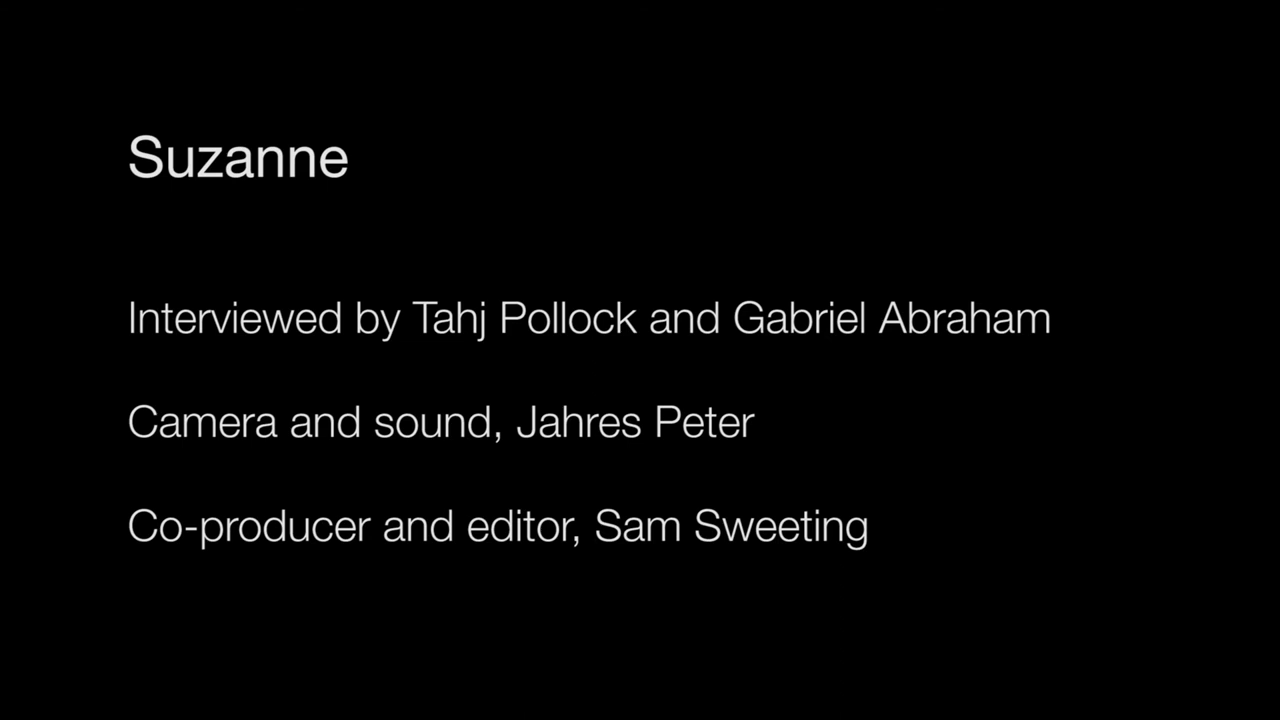 Suzanne
Interviewed by Tahj Pollock and Gabriel Abraham
Camera and sound, Jahres Peter
Co-producer and editor, Sam Sweeting